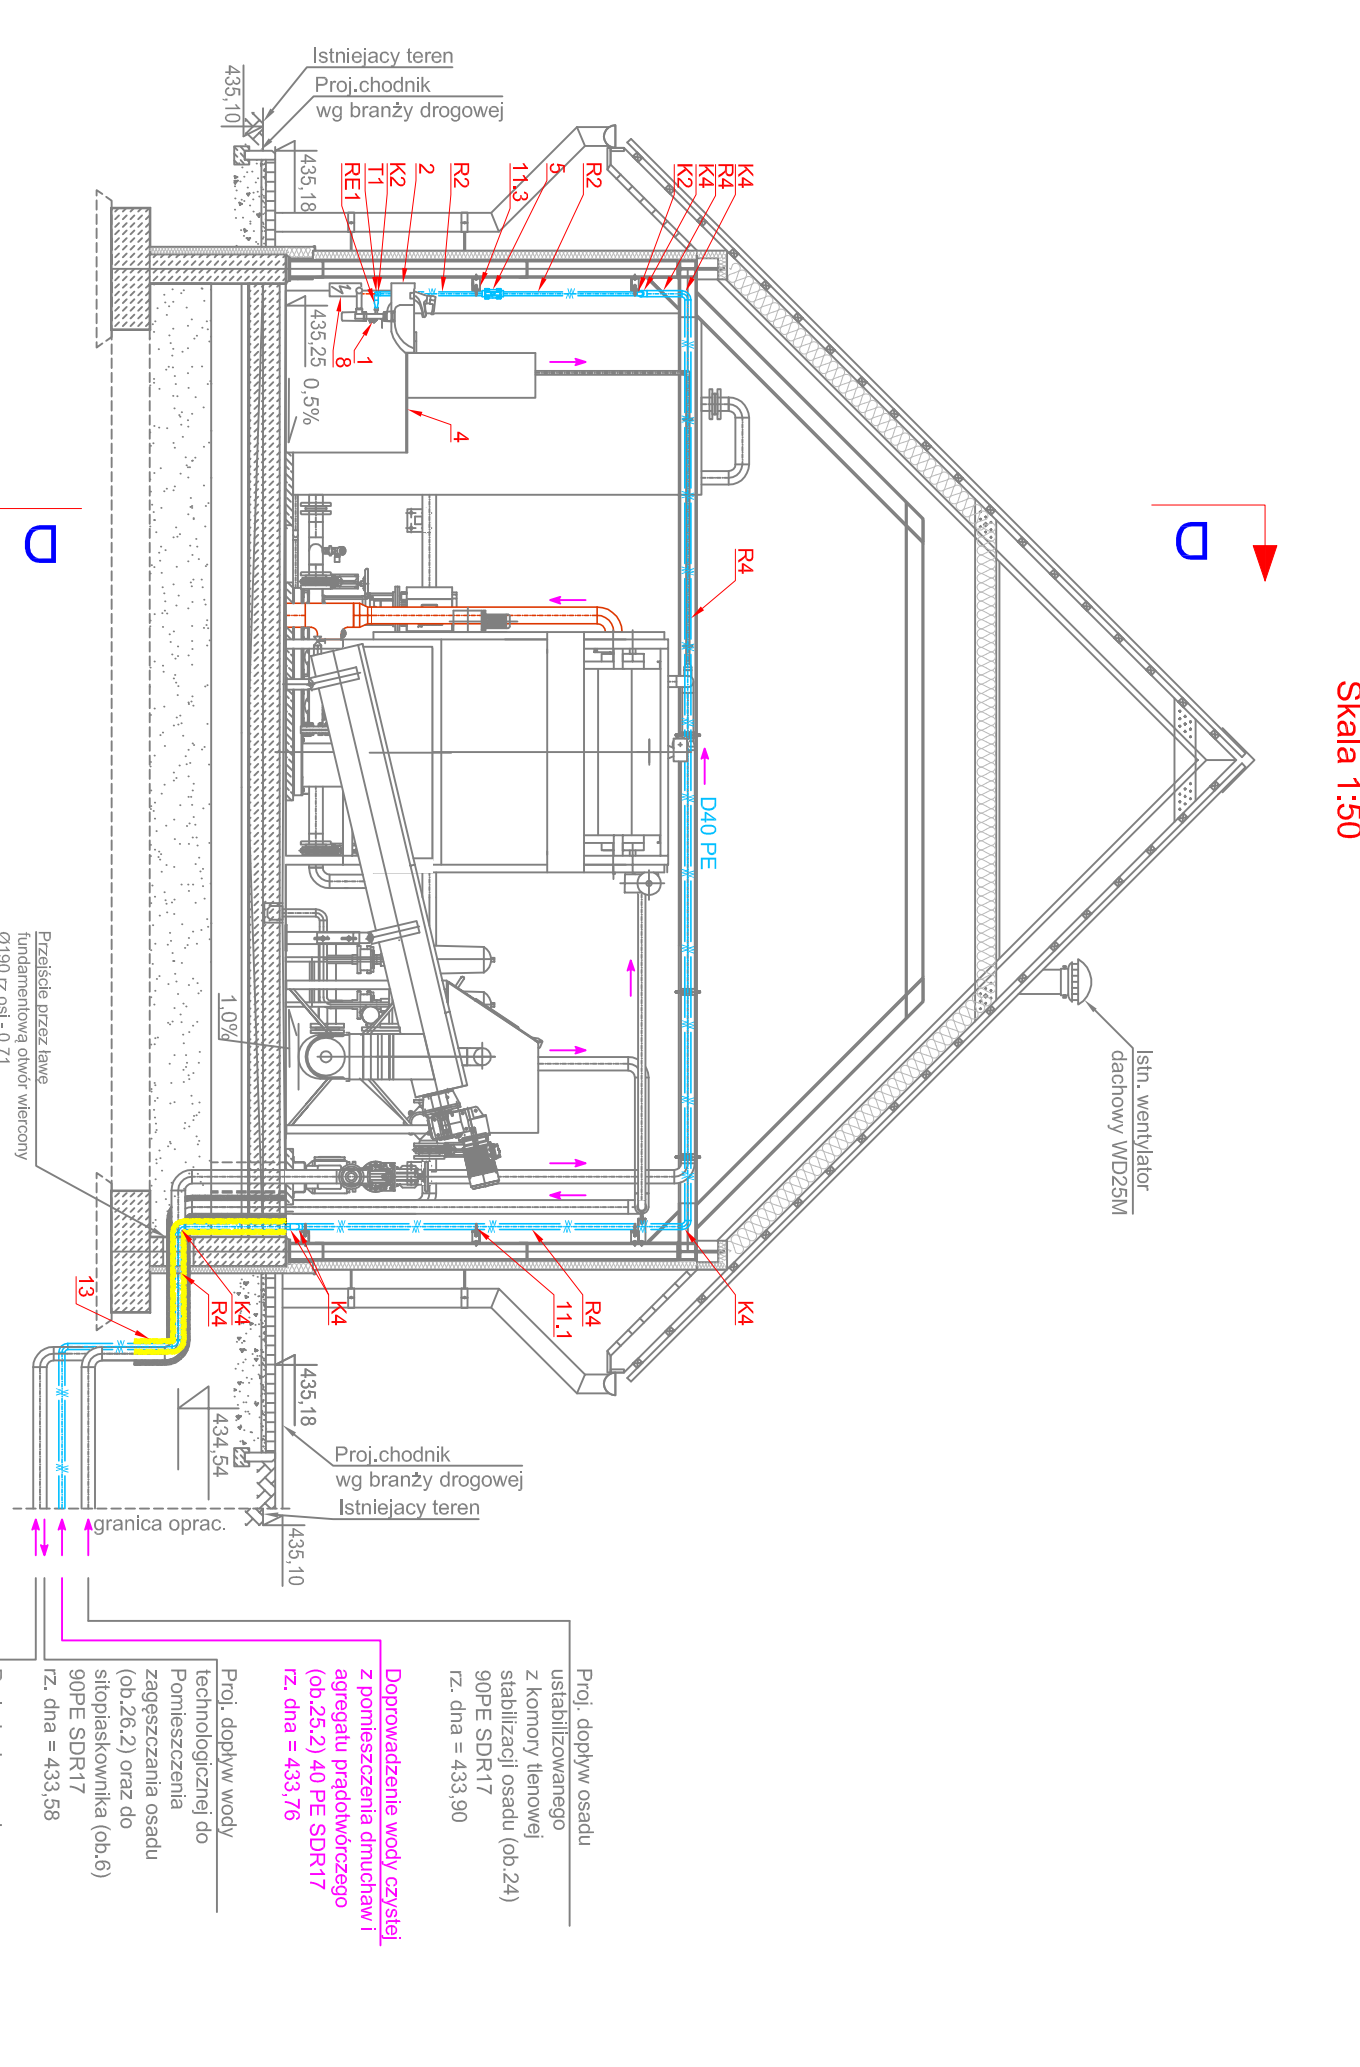 Skala 1:50
D
D
Istniejacy teren
Proj.chodnik
wg branży drogowej
435,10
435,18
RE1
T1
K2
2
R2
11.3
5
R2
K2
K4
R4
K4
435,25
0,5%
8
1
4
R4
D40 PE
Istn. wentylator
dachowy WD25M
1,0%
Przejście przez ławę
fundamentową otwór wiercony
Ø190 rz.osi - 0,71
13
R4
K4
K4
11.1
R4
K4
435,18
434,54
Proj.chodnik
wg branży drogowej
Istniejacy teren
435,10
granica oprac.
Proj. dopływ osadu
ustabilizowanego
z komory tlenowej
stabilizacji osadu (ob.24)
90PE SDR17
rz. dna = 433,90
Doprowadzenie wody czystej
z pomieszczenia dmuchaw i
agregatu prądotwórczego
(ob.25.2) 40 PE SDR17
rz. dna = 433,76
Proj. dopływ wody
technologicznej do
Pomieszczenia
zagęszczania osadu
(ob.26.2) oraz do
sitopiaskownika (ob.6)
90PE SDR17
rz. dna = 433,58